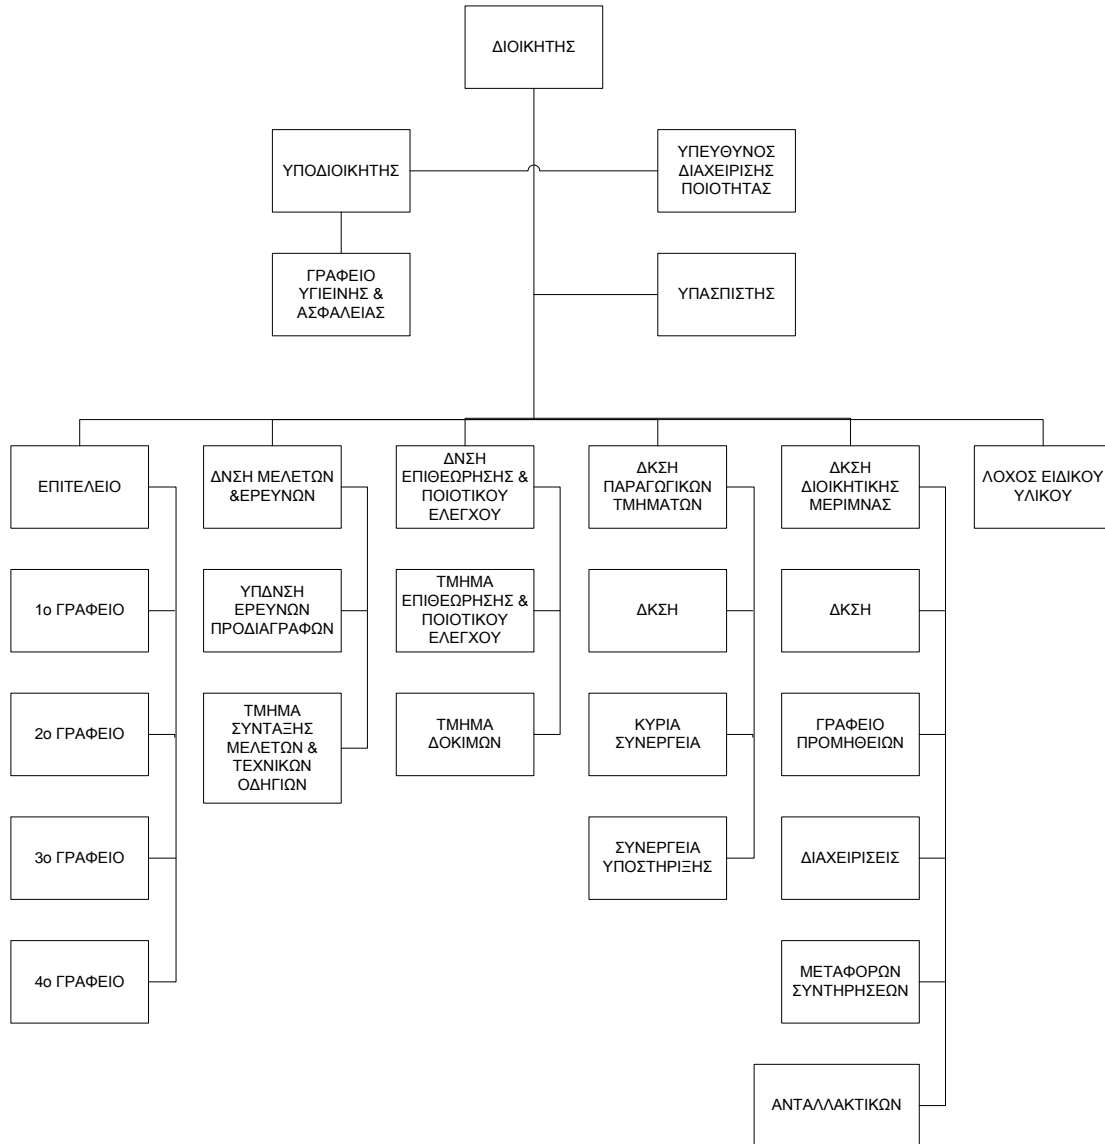 ΔΙΟΙΚΗΤΗΣ
ΥΠΟΔΙΟΙΚΗΤΗΣ
ΥΠΕΥΘΥΝΟΣ
ΔΙΑΧΕΙΡΙΣΗΣ
ΠΟΙΟΤΗΤΑΣ
ΓΡΑΦΕΙΟ
ΥΓΙΕΙΝΗΣ &
ΑΣΦΑΛΕΙΑΣ
ΥΠΑΣΠΙΣΤΗΣ
ΕΠΙΤΕΛΕΙΟ
ΔΝΣΗ ΜΕΛΕΤΩΝ
&ΕΡΕΥΝΩΝ
ΔΝΣΗ
ΕΠΙΘΕΩΡΗΣΗΣ &
ΠΟΙΟΤΙΚΟΥ
ΕΛΕΓΧΟΥ
ΔΚΣΗ
ΠΑΡΑΓΩΓΙΚΩΝ
ΤΜΗΜΑΤΩΝ
ΔΚΣΗ
ΔΙΟΙΚΗΤΙΚΗΣ
ΜΕΡΙΜΝΑΣ
ΛΟΧΟΣ ΕΙΔΙΚΟΥ
ΥΛΙΚΟΥ
1ο ΓΡΑΦΕΙΟ
ΥΠΔΝΣΗ
ΕΡΕΥΝΩΝ
ΠΡΟΔΙΑΓΡΑΦΩΝ
ΤΜΗΜΑ
ΕΠΙΘΕΩΡΗΣΗΣ &
ΠΟΙΟΤΙΚΟΥ
ΕΛΕΓΧΟΥ
ΔΚΣΗ
ΔΚΣΗ
2ο ΓΡΑΦΕΙΟ
ΤΜΗΜΑ
ΣΥΝΤΑΞΗΣ
ΜΕΛΕΤΩΝ &
ΤΕΧΝΙΚΩΝ
ΟΔΗΓΙΩΝ
ΤΜΗΜΑ
ΔΟΚΙΜΩΝ
ΚΥΡΙΑ
ΣΥΝΕΡΓΕΙΑ
ΓΡΑΦΕΙΟ
ΠΡΟΜΗΘΕΙΩΝ
3ο ΓΡΑΦΕΙΟ
ΣΥΝΕΡΓΕΙΑ
ΥΠΟΣΤΗΡΙΞΗΣ
ΔΙΑΧΕΙΡΙΣΕΙΣ
4ο ΓΡΑΦΕΙΟ
ΜΕΤΑΦΟΡΩΝ
ΣΥΝΤΗΡΗΣΕΩΝ
ΑΝΤΑΛΛΑΚΤΙΚΩΝ